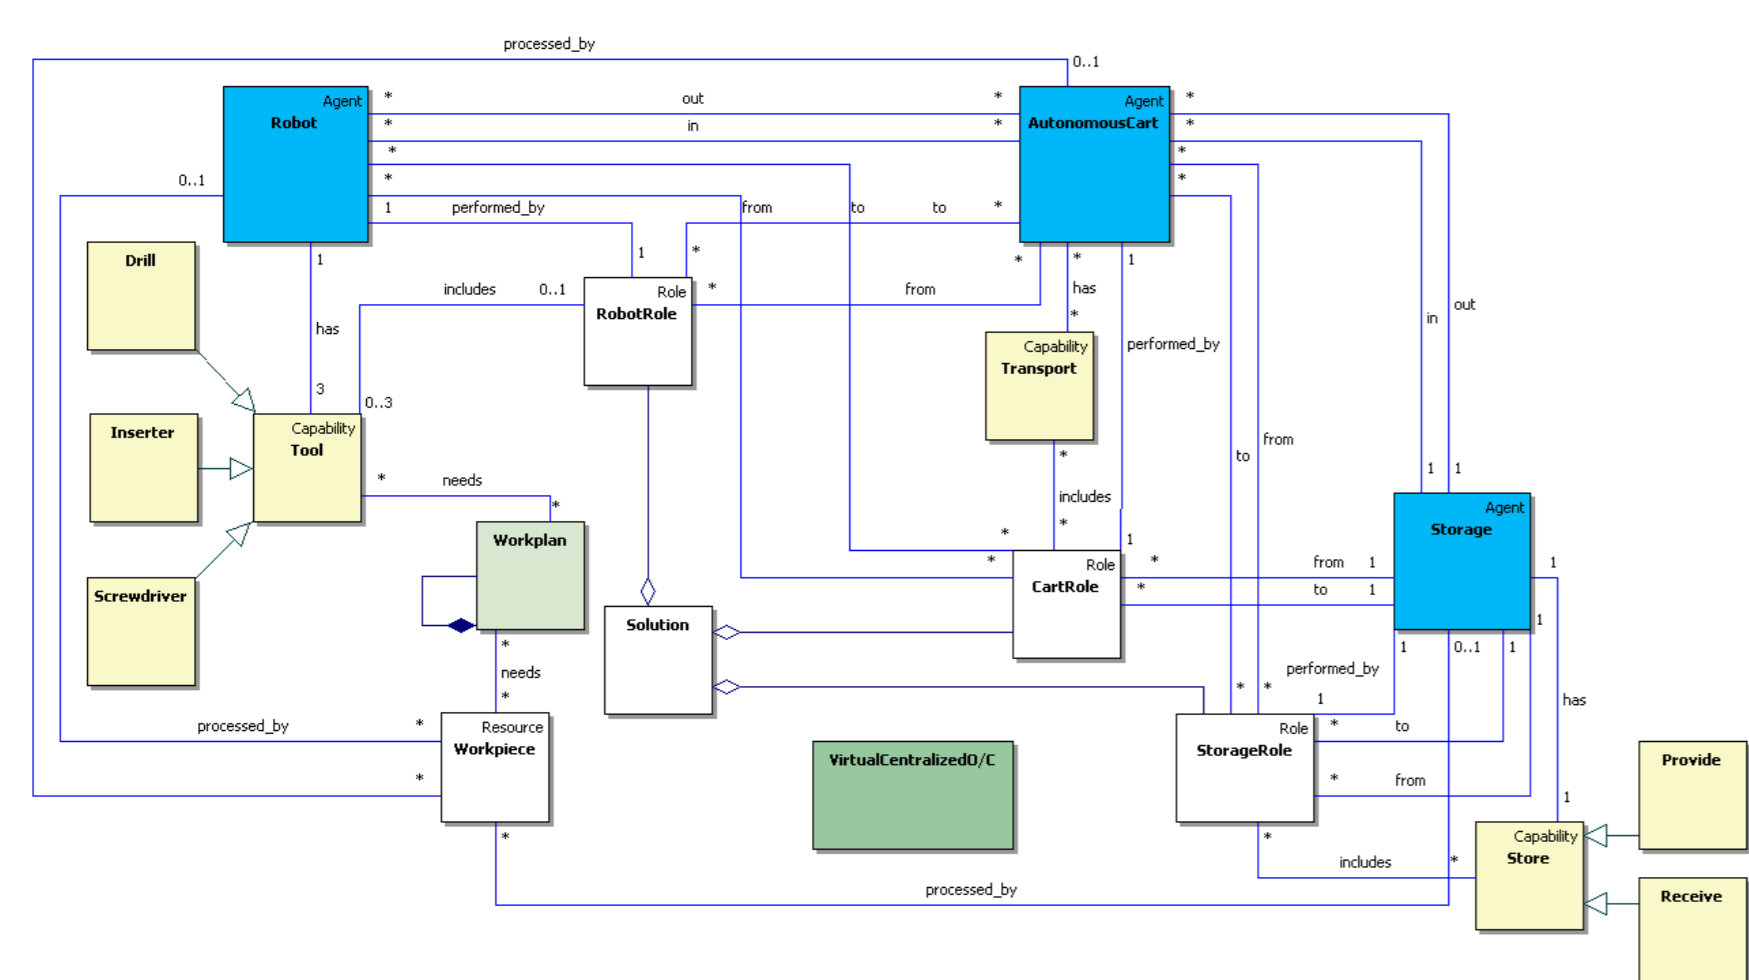 processed_by
0..1
Agent
Robot
*
out
*
Agent
AutonomousCart
*
*
in
*
*
*
*
0..1
*
*
1
performed_by
from
to
to
*
Drill
1
1
*
*
*
1
includes
0..1
Role
RobotRole
*
from
has
*
out
in
has
performed_by
Capability
Transport
3
0..3
Inserter
Capability
Tool
*
from
to
1
1
*
needs
*
includes
*
Agent
Storage
Workplan
*
1
*
Role
CartRole
*
from
1
1
*
to
1
Screwdriver
Solution
1
*
performed_by
1
0..1
1
needs
*
*
*
1
has
processed_by
*
Resource
Workpiece
Role
StorageRole
*
to
VirtualCentralizedO/C
Provide
*
*
from
1
*
*
Capability
Store
includes
*
processed_by
Receive